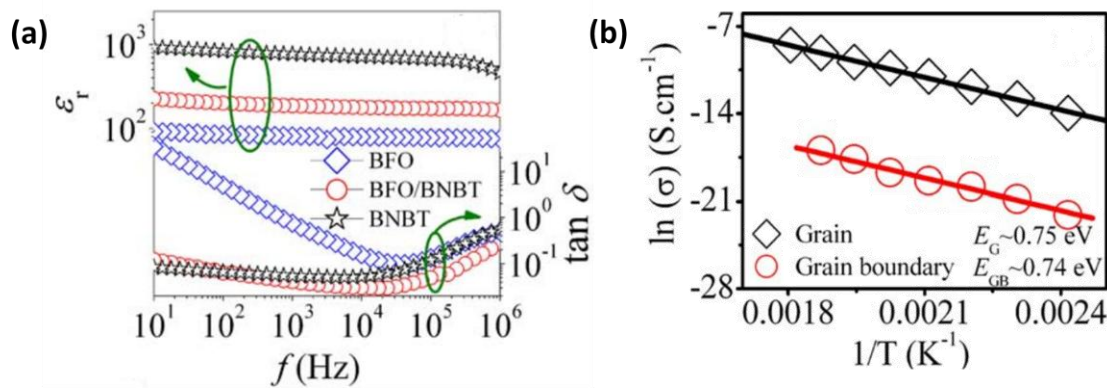 (a)
10³
10²
εᵣ
BFO
BFO/BNBT
BNBT
10¹
10⁰
10⁻¹
tan δ
10¹ 10² 10³ 10⁴ 10⁵ 10⁶
f (Hz)
(b)
-7
-14
-21
-28
ln (σ) (S.cm⁻¹)
Grain E_G~0.75 eV
Grain boundary E_GB~0.74 eV
0.0018 0.0021 0.0024
1/T (K⁻¹)